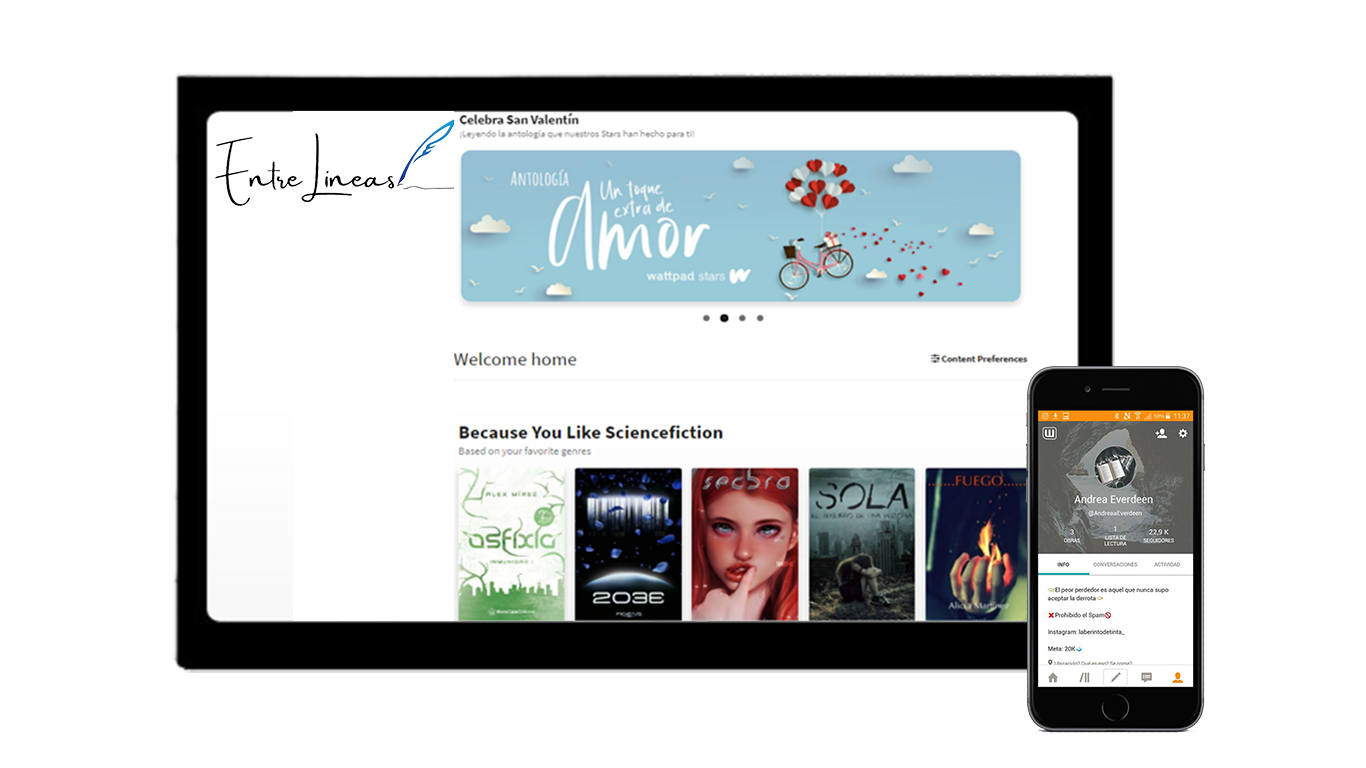 Entre Lineas
Celebra San Valentín
¡Leyendo la antología que nuestros Stars han hecho para ti!
ANTOLOGÍA
Un toque
extra de
Amor
wattpad stars
Welcome home
Content Preferences
Because You Like Sciencefiction
Based on your favorite genres
ALEX MÍREZ
asfixia
INMUNIDAD I
2036
secbra
SOLA
FUEGO
Alicia Martinez
11:37
Andrea Everdeen
3
OBRAS
1
LISTA DE
LECTURA
22,9 K
SEGUIDORES
INFO
CONVERSACIONES
ACTIVIDAD
El peor perdedor es aquel que nunca supo
aceptar la derrota
Prohibido el Spam
Instagram: laberintodetinta_
Meta: 20K